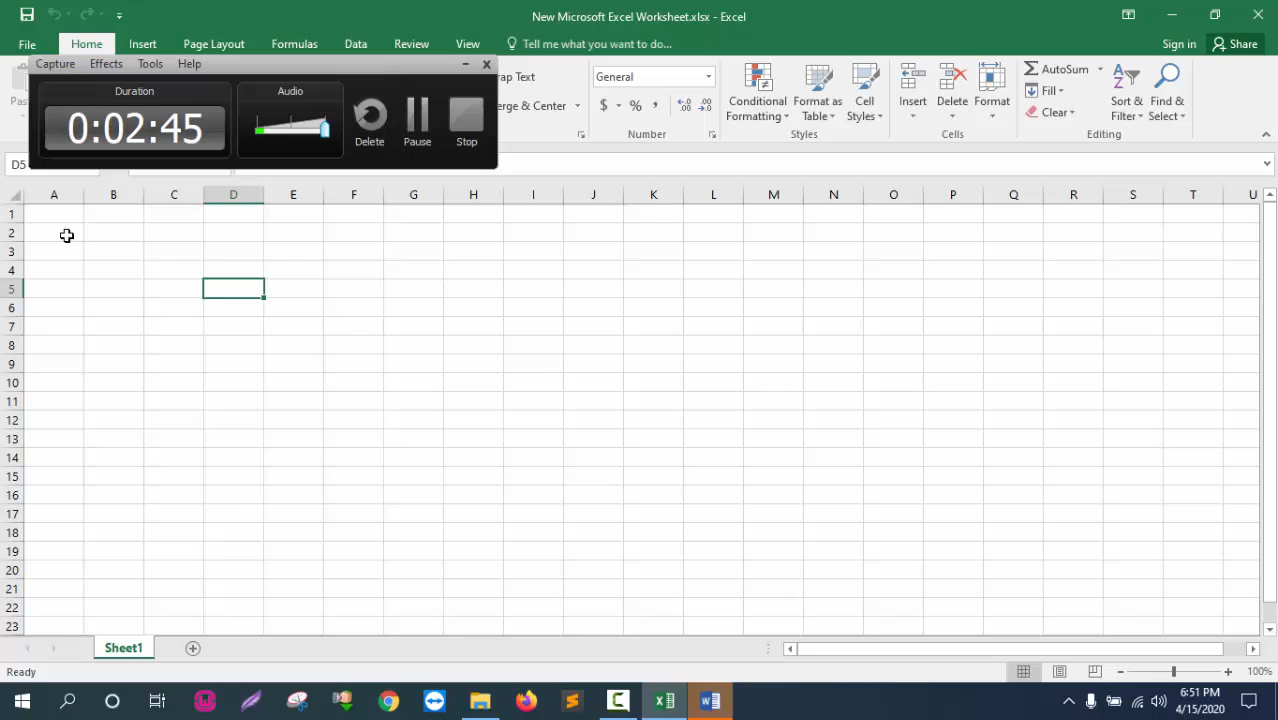 New Microsoft Excel Worksheet.xlsx - Excel
File Home Insert Page Layout Formulas Data Review View Tell me what you want to do... Sign in Share
Capture Effects Tools Help
Duration
0:02:45
Audio
Delete Pause Stop
General
$ % ,
Conditional Formatting
Format as Table
Cell Styles
Insert Delete Format
AutoSum
Fill
Clear
Sort & Filter
Find & Select
Number Styles Cells Editing
D5
A B C D E F G H I J K L M N O P Q R S T U
1
2
3
4
5
6
7
8
9
10
11
12
13
14
15
16
17
18
19
20
21
22
23
Sheet1
Ready
100%
6:51 PM
4/15/2020